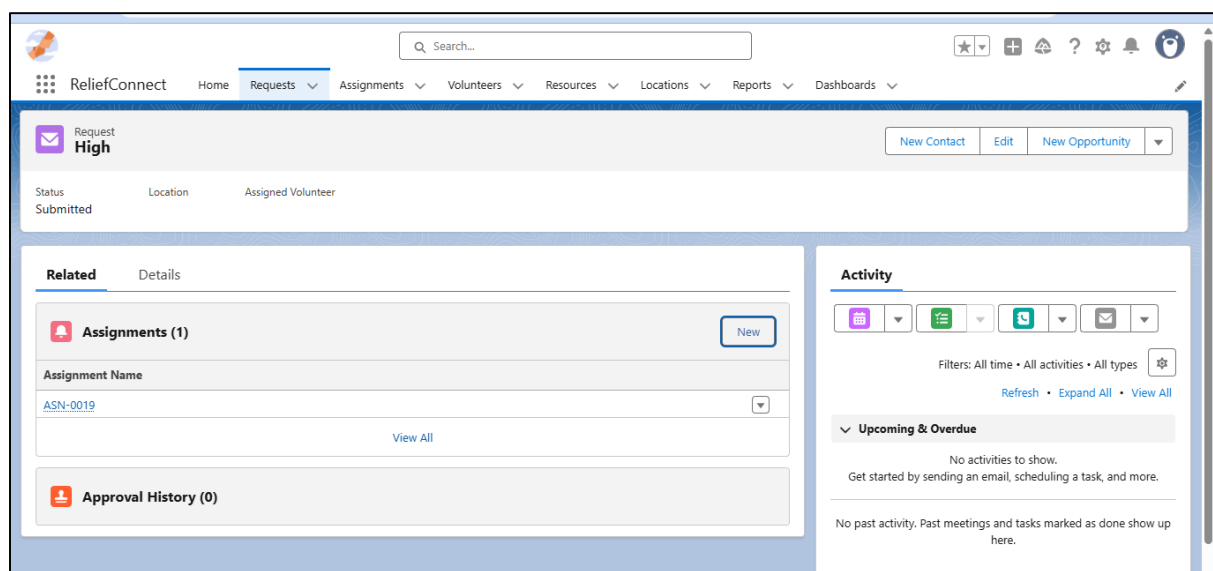 Search...
ReliefConnect Home Requests Assignments Volunteers Resources Locations Reports Dashboards
Request
High
New Contact Edit New Opportunity
Status Location Assigned Volunteer
Submitted
Related Details
Assignments (1) New
Assignment Name
ASN-0019
View All
Approval History (0)
Activity
Filters: All time • All activities • All types
Refresh • Expand All • View All
Upcoming & Overdue
No activities to show.
Get started by sending an email, scheduling a task, and more.
No past activity. Past meetings and tasks marked as done show up
here.